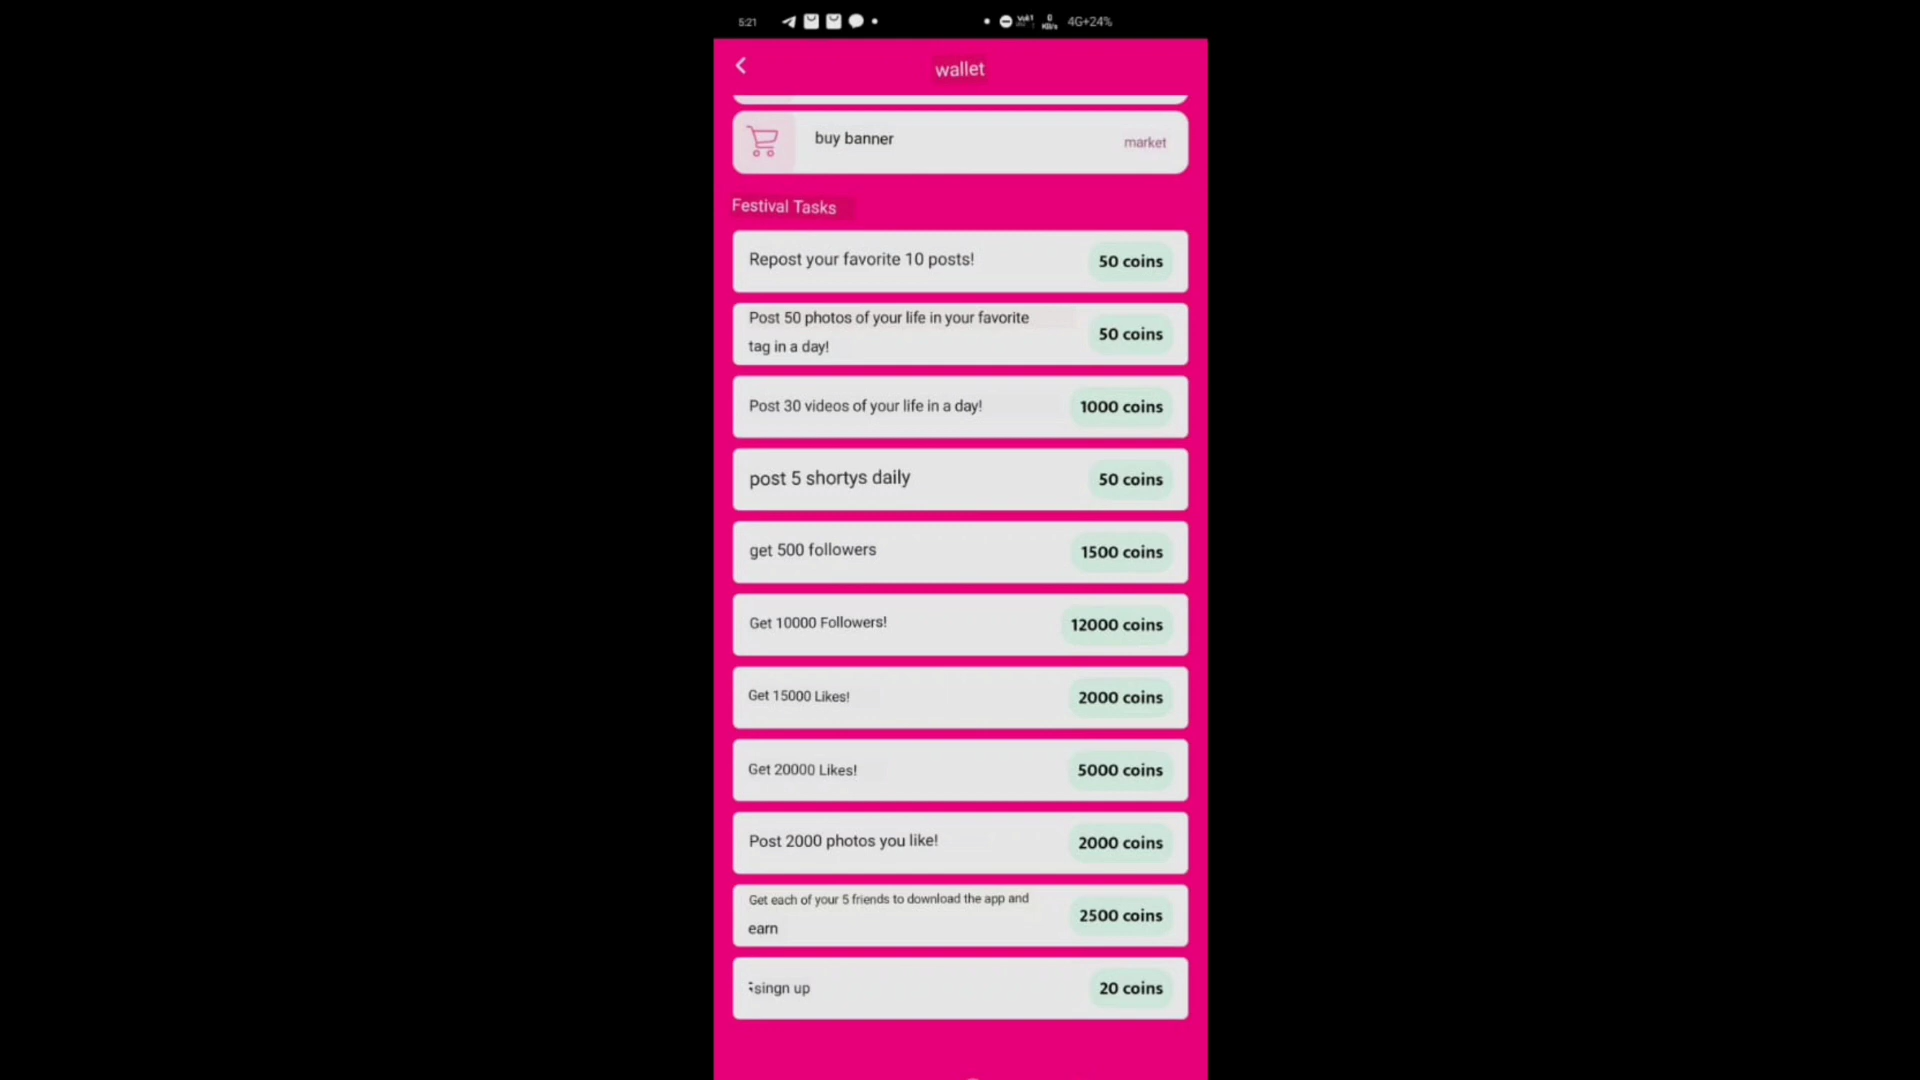 5:21 4G+24%
wallet
buy banner market
Festival Tasks
Repost your favorite 10 posts! 50 coins
Post 50 photos of your life in your favorite
tag in a day! 50 coins
Post 30 videos of your life in a day! 1000 coins
post 5 shortys daily 50 coins
get 500 followers 1500 coins
Get 10000 Followers! 12000 coins
Get 15000 Likes! 2000 coins
Get 20000 Likes! 5000 coins
Post 2000 photos you like! 2000 coins
Get each of your 5 friends to download the app and
earn 2500 coins
singn up 20 coins